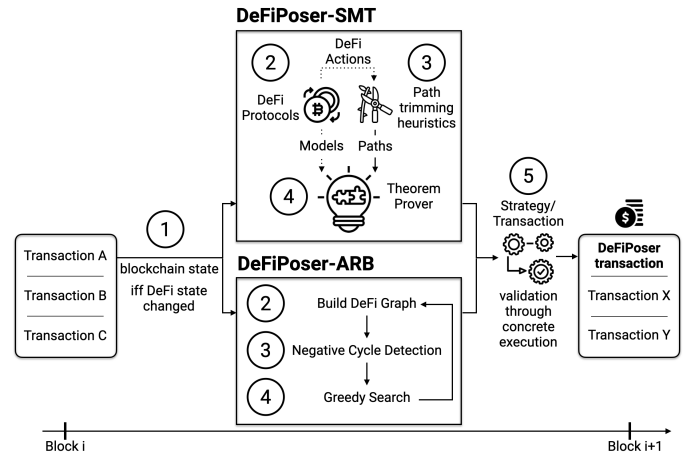 DeFiPoser-SMT
2
DeFi
Actions
3
DeFi
Protocols
Path
trimming
heuristics
Models
Paths
4
Theorem
Prover
1
blockchain state
iff DeFi state
changed
Transaction A
Transaction B
Transaction C
DeFiPoser-ARB
2
Build DeFi Graph
3
Negative Cycle Detection
4
Greedy Search
5
Strategy/
Transaction
validation
through
concrete
execution
$
DeFiPoser
transaction
Transaction X
Transaction Y
Block i
Block i+1